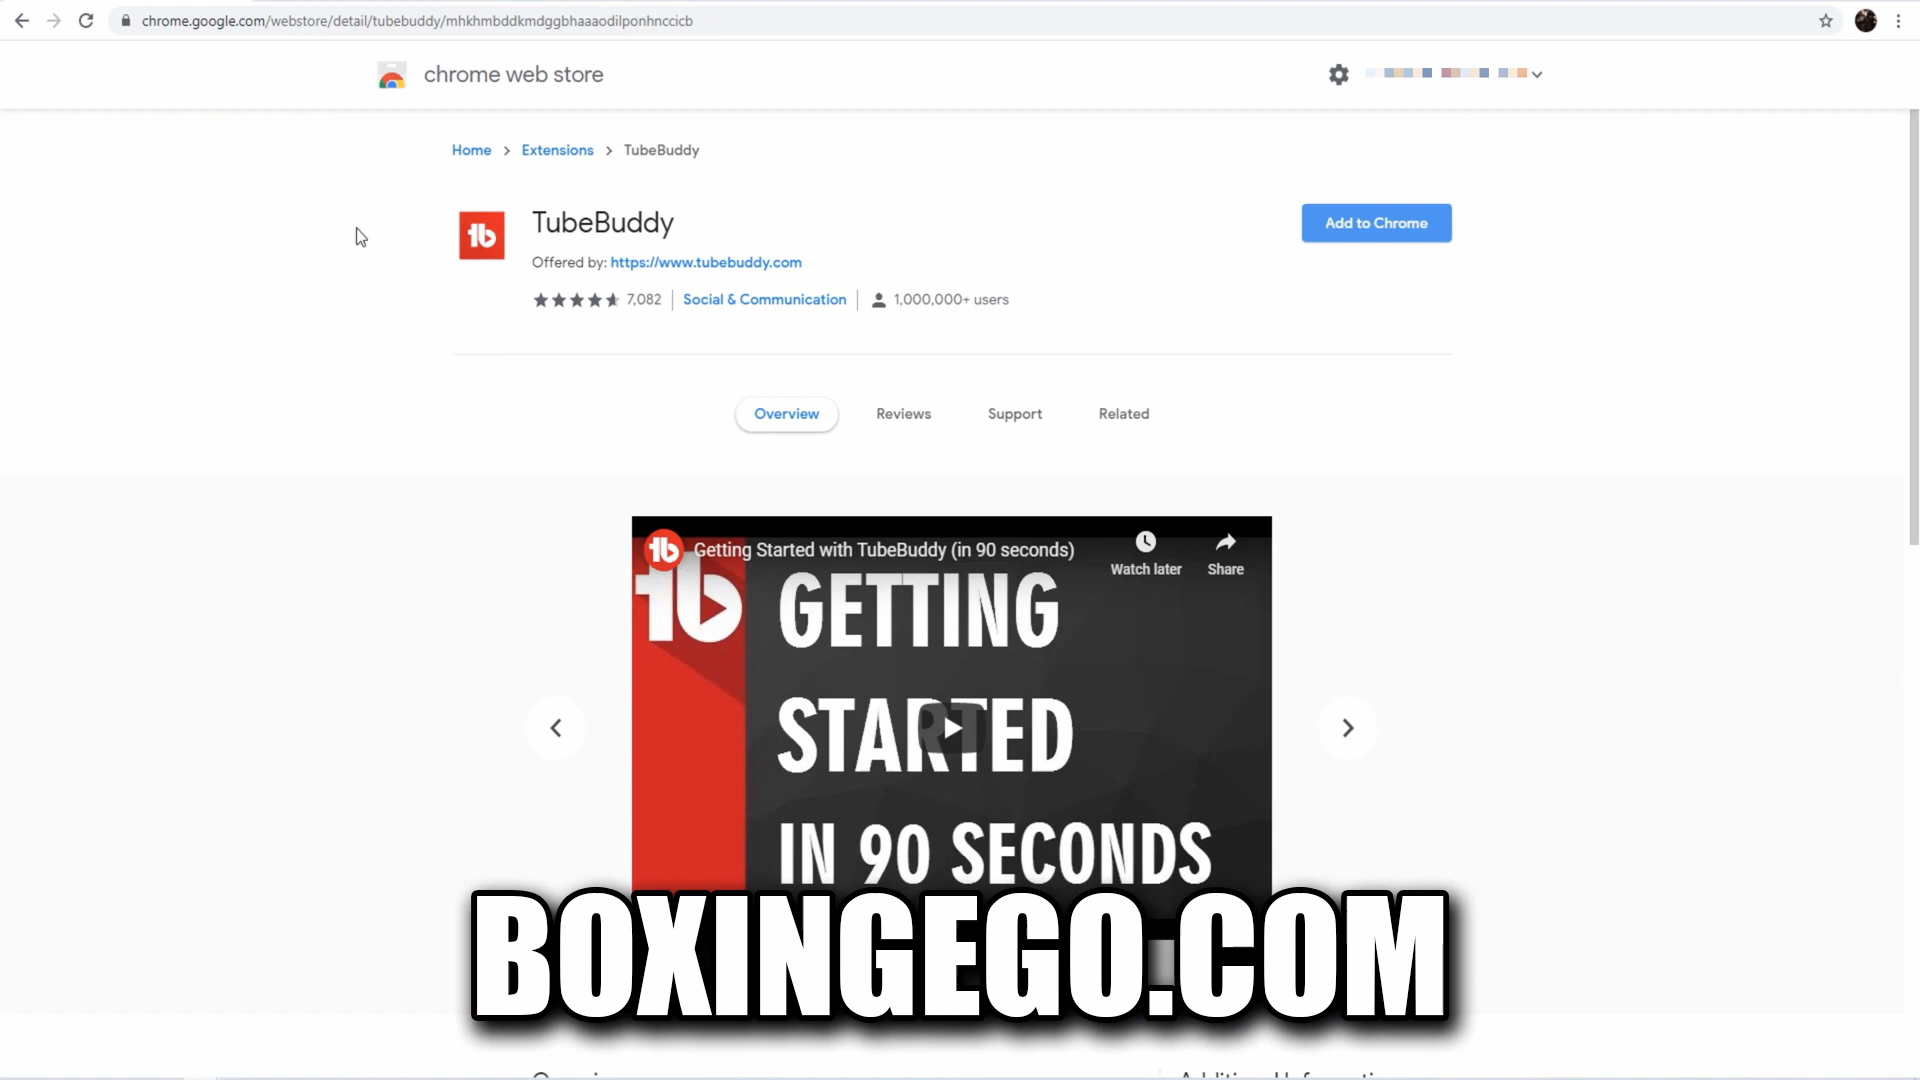 chrome.google.com/webstore/detail/tubebuddy/mhkhmbddkmdggbhaaaodilponhnccicb
chrome web store
Home > Extensions > TubeBuddy
TubeBuddy
Add to Chrome
Offered by: https://www.tubebuddy.com
7,082 | Social & Communication | 1,000,000+ users
Overview Reviews Support Related
tb Getting Started with TubeBuddy (in 90 seconds)
Watch later Share
GETTING
STARTED
IN 90 SECONDS
BOXINGEGO.COM